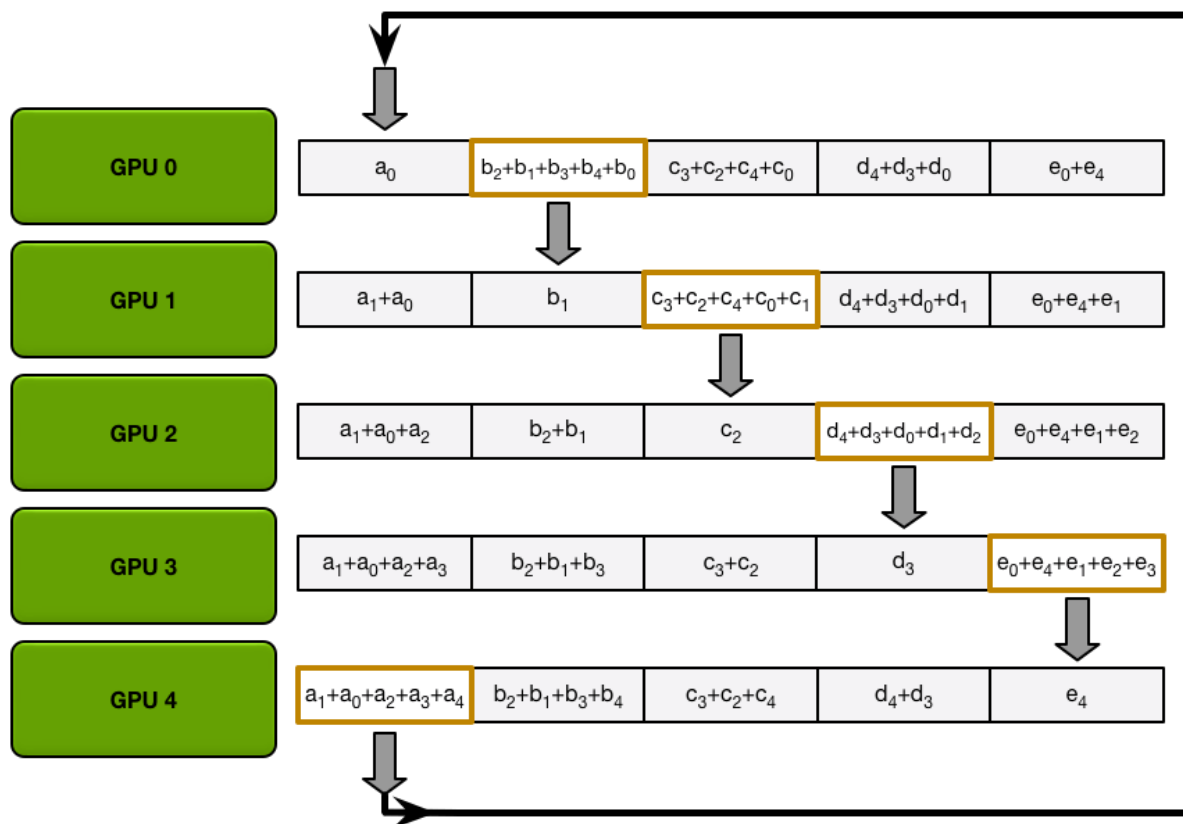 GPU 0 a₀ b₂+b₁+b₃+b₄+b₀ c₃+c₂+c₄+c₀ d₄+d₃+d₀ e₀+e₄
GPU 1 a₁+a₀ b₁ c₃+c₂+c₄+c₀+c₁ d₄+d₃+d₀+d₁ e₀+e₄+e₁
GPU 2 a₁+a₀+a₂ b₂+b₁ c₂ d₄+d₃+d₀+d₁+d₂ e₀+e₄+e₁+e₂
GPU 3 a₁+a₀+a₂+a₃ b₂+b₁+b₃ c₃+c₂ d₃ e₀+e₄+e₁+e₂+e₃
GPU 4 a₁+a₀+a₂+a₃+a₄ b₂+b₁+b₃+b₄ c₃+c₂+c₄ d₄+d₃ e₄